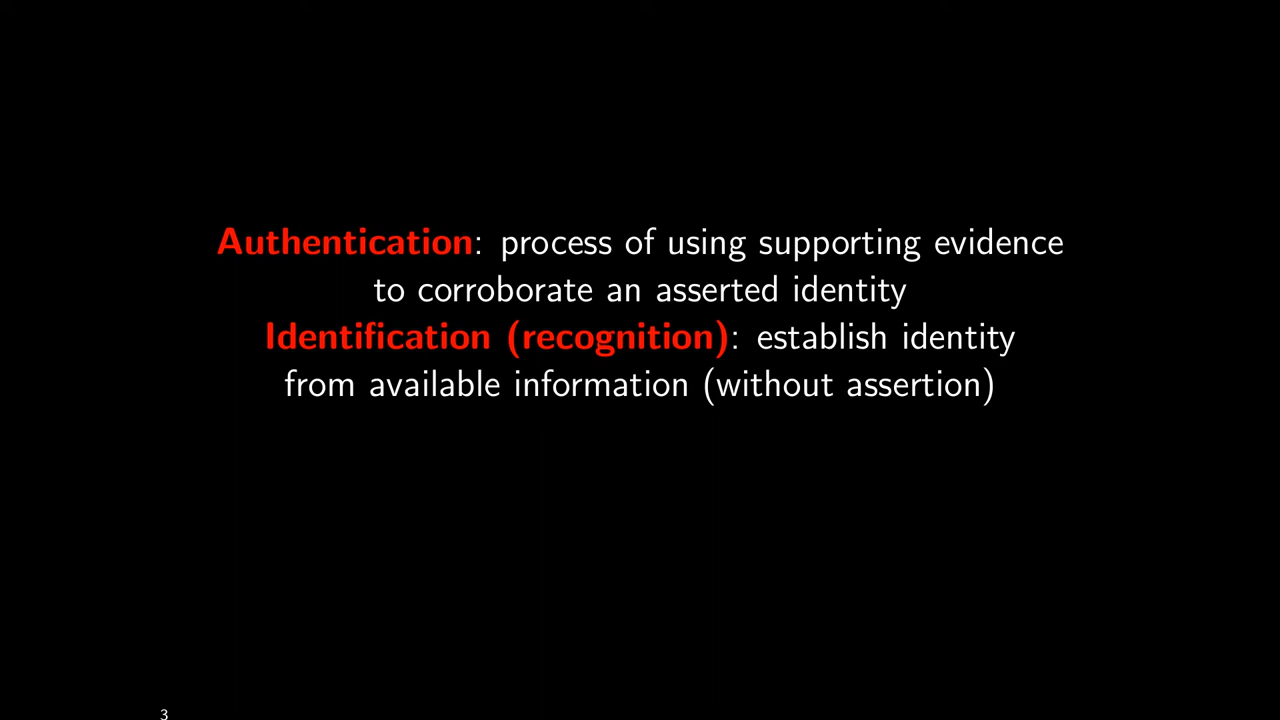 Authentication: process of using supporting evidence
to corroborate an asserted identity
Identification (recognition): establish identity
from available information (without assertion)
3